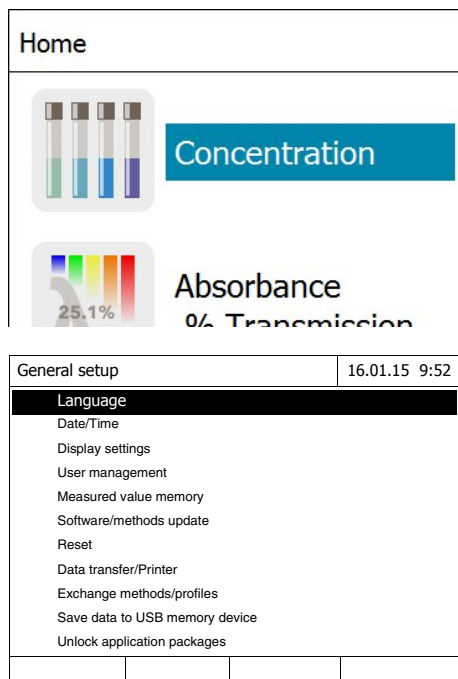 Home
Concentration
25.1%
Absorbance
% Transmission
General setup
16.01.15 9:52
Language
Date/Time
Display settings
User management
Measured value memory
Software/methods update
Reset
Data transfer/Printer
Exchange methods/profiles
Save data to USB memory device
Unlock application packages